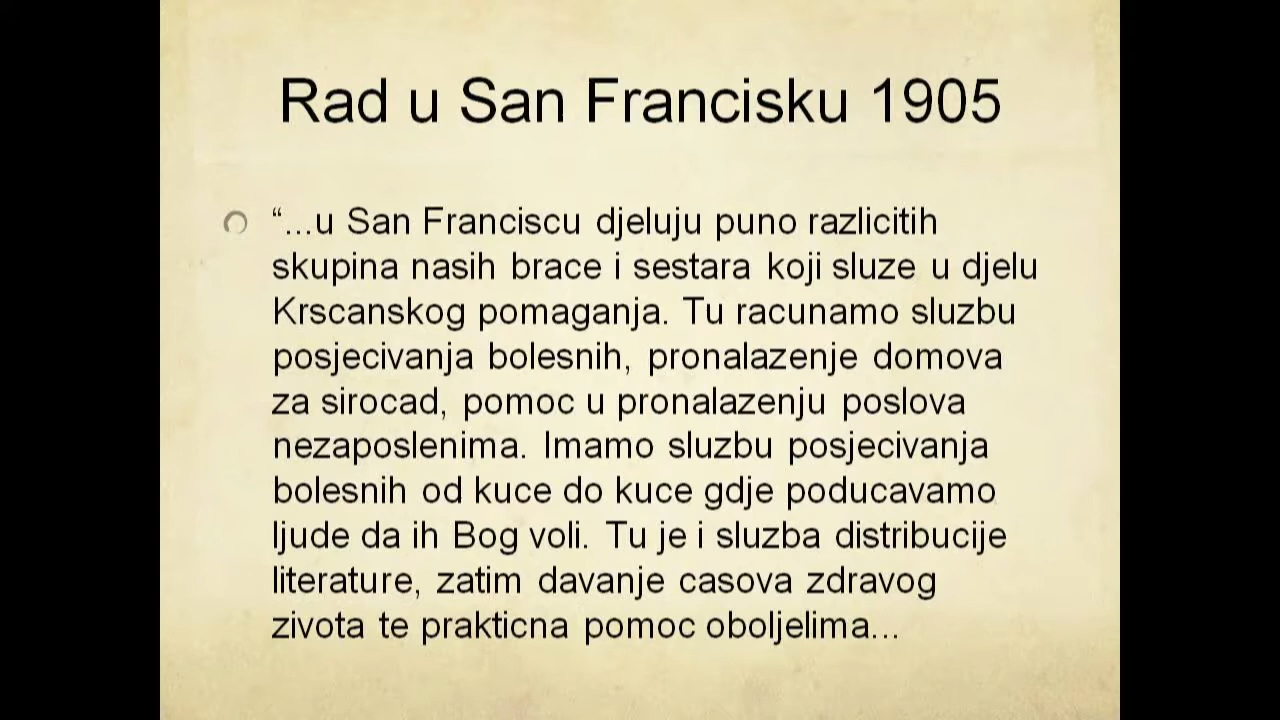 Rad u San Francisku 1905
“...u San Franciscu djeluju puno razlicitih
skupina nasih brace i sestara koji sluze u djelu
Krscanskog pomaganja. Tu racunamo sluzbu
posjecivanja bolesnih, pronalazenje domova
za sirocad, pomoc u pronalazenju poslova
nezaposlenima. Imamo sluzbu posjecivanja
bolesnih od kuce do kuce gdje poducavamo
ljude da ih Bog voli. Tu je i sluzba distribucije
literature, zatim davanje casova zdravog
zivota te prakticna pomoc oboljelima...